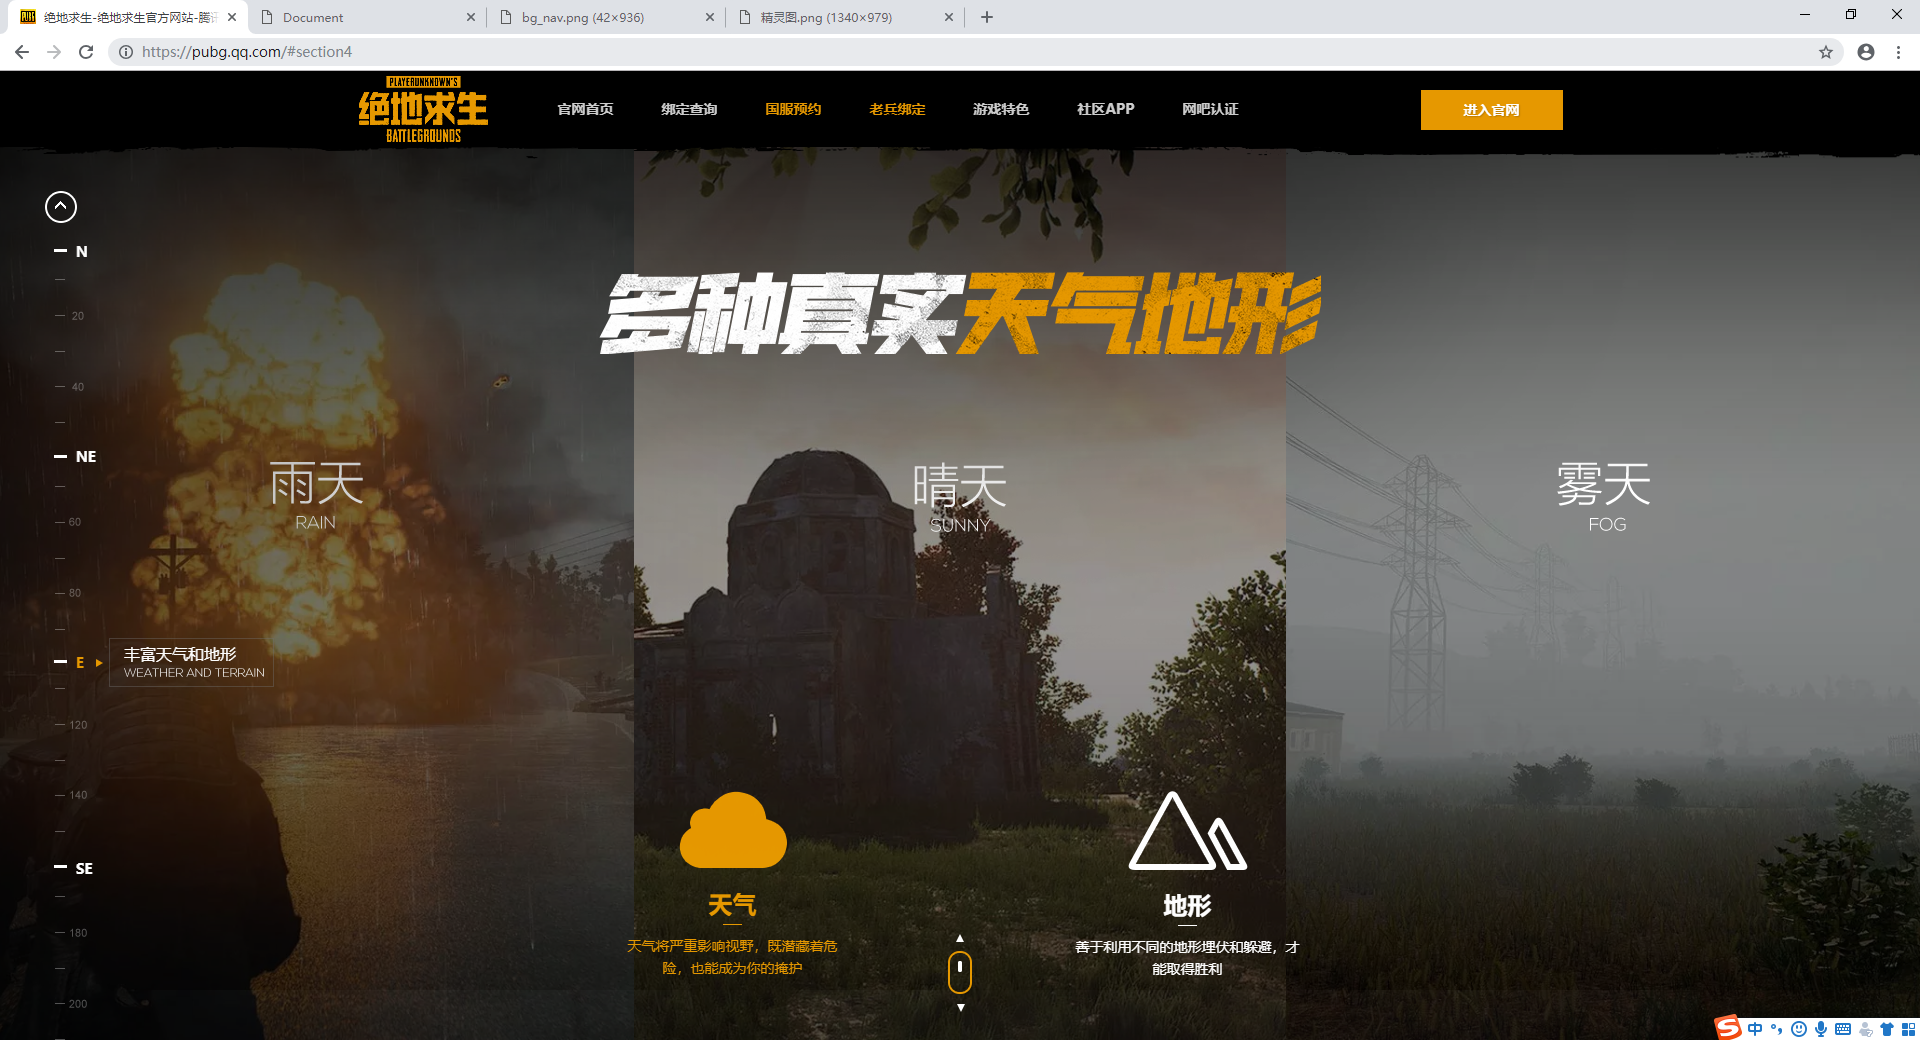 绝地求生-绝地求生官方网站-腾讯
Document
bg_nav.png (42×936)
精灵图.png (1340×979)
https://pubg.qq.com/#section4
PLAYERUNKNOWN'S
绝地求生
BATTLEGROUNDS
官网首页
绑定查询
国服预约
老兵绑定
游戏特色
社区APP
网吧认证
进入官网
N
20
40
NE
60
80
E
丰富天气和地形
WEATHER AND TERRAIN
120
140
SE
180
200
多种真实天气地形
雨天
RAIN
晴天
SUNNY
雾天
FOG
天气
天气将严重影响视野，既潜藏着危
险，也能成为你的掩护
地形
善于利用不同的地形埋伏和躲避，才
能取得胜利
中